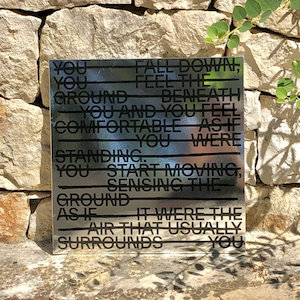 YOU FALL DOWN,
YOU FEEL THE
GROUND BENEATH
YOU AND YOU FEEL
COMFORTABLE AS IF
YOU WERE
STANDING.
YOU START MOVING,
SENSING THE
GROUND
AS IF IT WERE THE
AIR THAT USUALLY
SURROUNDS YOU